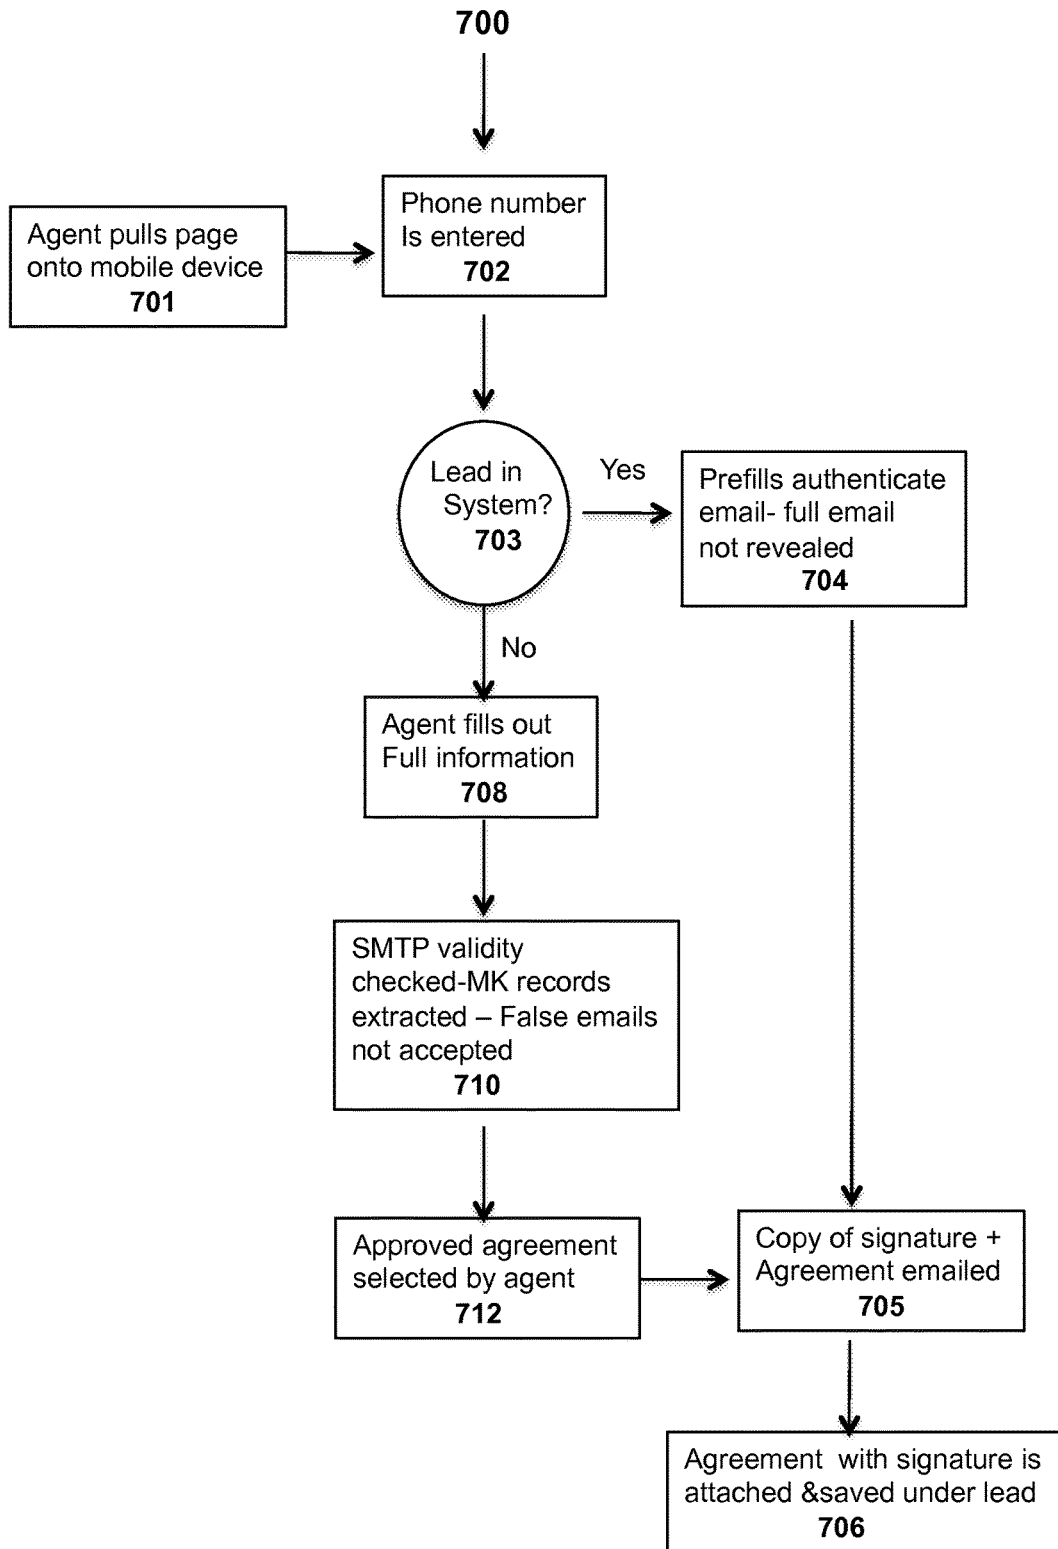 700
Agent pulls page
onto mobile device
701
Phone number
Is entered
702
Lead in
System?
703
Yes
Prefills authenticate
email- full email
not revealed
704
No
Agent fills out
Full information
708
SMTP validity
checked-MK records
extracted – False emails
not accepted
710
Approved agreement
selected by agent
712
Copy of signature +
Agreement emailed
705
Agreement with signature is
attached &saved under lead
706